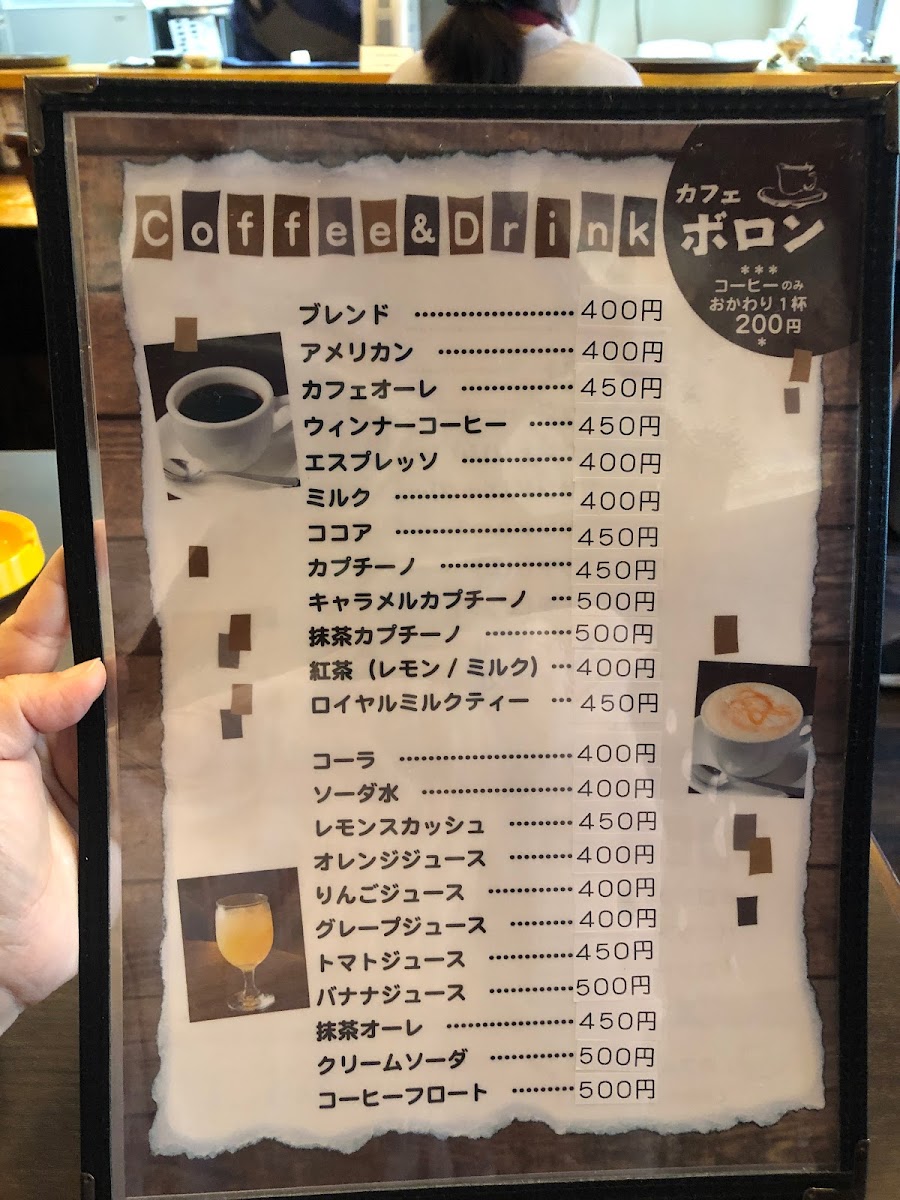 Coffee&Drink
カフェ
ボロン
***
コーヒーのみ
おかわり1杯
200円
*
ブレンド ……………………400円
アメリカン ………………400円
カフェオーレ ……………450円
ウィンナーコーヒー ……450円
エスプレッソ ……………400円
ミルク ……………………400円
ココア ……………………450円
カプチーノ ………………450円
キャラメルカプチーノ …500円
抹茶カプチーノ …………500円
紅茶（レモン / ミルク）…400円
ロイヤルミルクティー …450円
コーラ ……………………400円
ソーダ水 …………………400円
レモンスカッシュ ………450円
オレンジジュース ………400円
りんごジュース …………400円
グレープジュース ………400円
トマトジュース …………450円
バナナジュース …………500円
抹茶オーレ ………………450円
クリームソーダ …………500円
コーヒーフロート ………500円